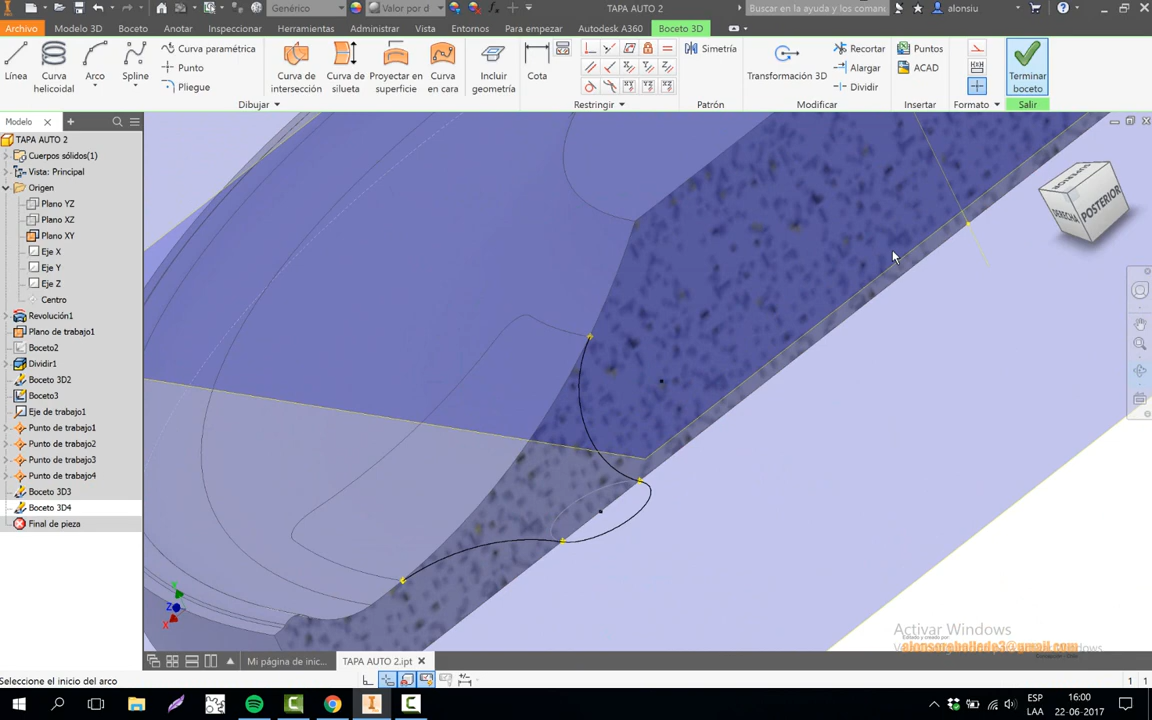 Genérico
Valor por d
TAPA AUTO 2
Buscar en la ayuda y los comand
alonsiu
Archivo
Modelo 3D
Boceto
Anotar
Inspeccionar
Herramientas
Administrar
Vista
Entornos
Para empezar
Autodesk A360
Boceto 3D
Línea
Curva helicoidal
Arco
Spline
Curva paramétrica
Punto
Pliegue
Curva de intersección
Curva de silueta
Proyectar en superficie
Curva en cara
Incluir geometría
Cota
Simetría
Transformación 3D
Recortar
Alargar
Dividir
Puntos
ACAD
Terminar boceto
Dibujar
Restringir
Patrón
Modificar
Insertar
Formato
Salir
Modelo
TAPA AUTO 2
Cuerpos sólidos(1)
Vista: Principal
Origen
Plano YZ
Plano XZ
Plano XY
Eje X
Eje Y
Eje Z
Centro
Revolución1
Plano de trabajo1
Boceto2
Dividir1
Boceto 3D2
Boceto3
Eje de trabajo1
Punto de trabajo1
Punto de trabajo2
Punto de trabajo3
Punto de trabajo4
Boceto 3D3
Boceto 3D4
Final de pieza
SUPERIOR
DERECHA
POSTERIOR
Y
Z
X
Activar Windows
Mi página de inic...
TAPA AUTO 2.ipt
Seleccione el inicio del arco
1
1
ESP
LAA
16:00
22-06-2017